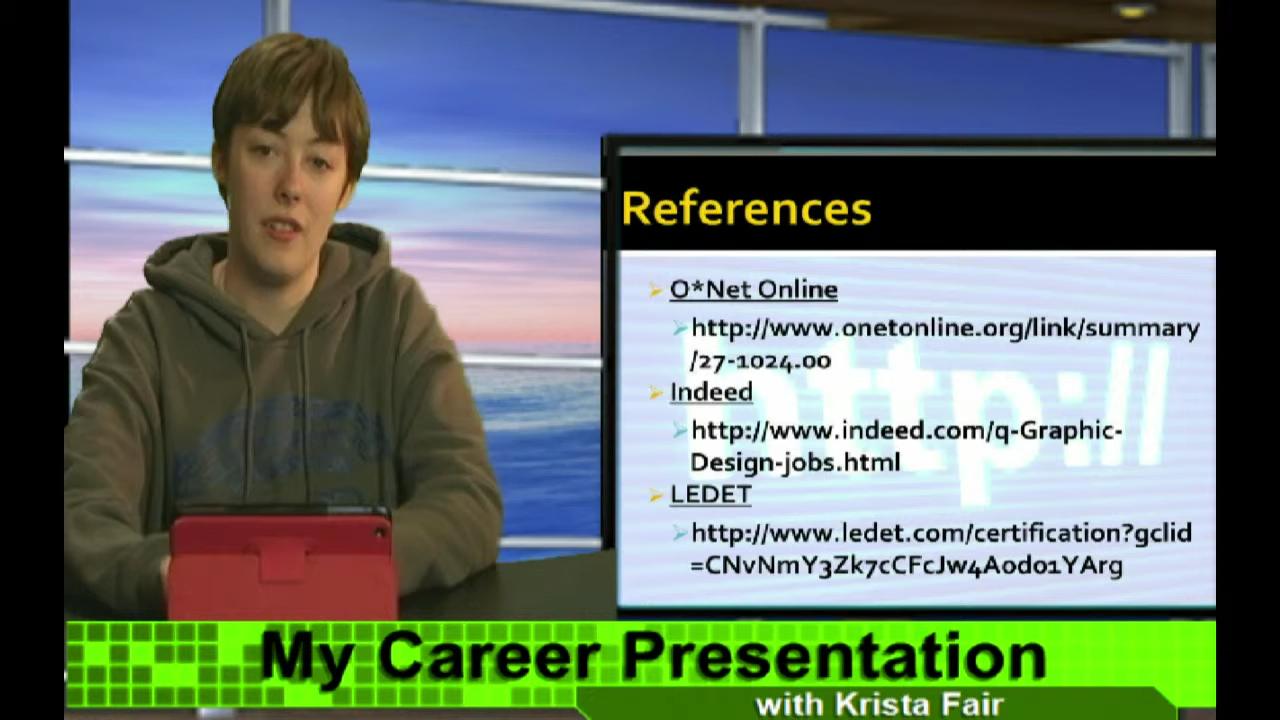 References
O*Net Online
http://www.onetonline.org/link/summary
/27-1024.00
Indeed
http://www.indeed.com/q-Graphic-
Design-jobs.html
LEDET
http://www.ledet.com/certification?gclid
=CNvNmY3Zk7cCFcJw4Aodo1YArg
http://
My Career Presentation
with Krista Fair